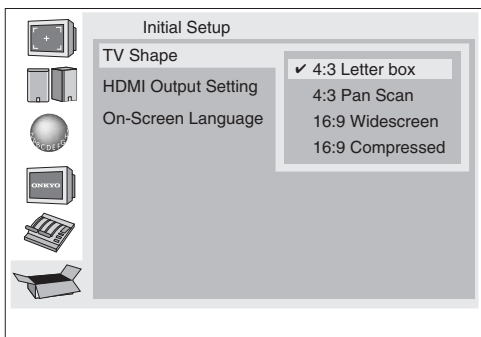 Initial Setup
TV Shape
HDMI Output Setting
On-Screen Language
✔ 4:3 Letter box
4:3 Pan Scan
16:9 Widescreen
16:9 Compressed
ONKYO